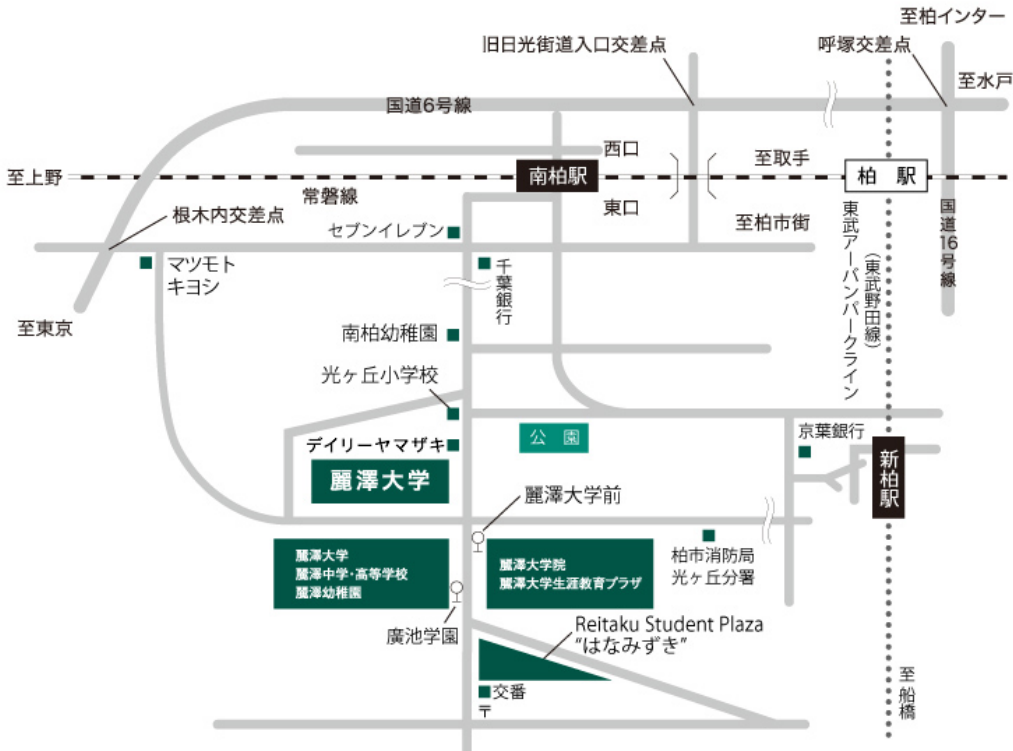 至柏インター
旧日光街道入口交差点
呼塚交差点
至水戸
国道6号線
西口
至取手
至上野
南柏駅
柏 駅
常磐線
東口
根木内交差点
セブンイレブン
至柏市街
国道16号線
マツモト
キヨシ
千葉銀行
東武アーバンパークライン
（東武野田線）
至東京
南柏幼稚園
光ヶ丘小学校
デイリーヤマザキ
公 園
京葉銀行
麗澤大学
新柏駅
麗澤大学前
麗澤大学
麗澤中学・高等学校
麗澤幼稚園
麗澤大学院
麗澤大学生涯教育プラザ
柏市消防局
光ヶ丘分署
廣池学園
Reitaku Student Plaza
“はなみずき”
至船橋
交番
〒